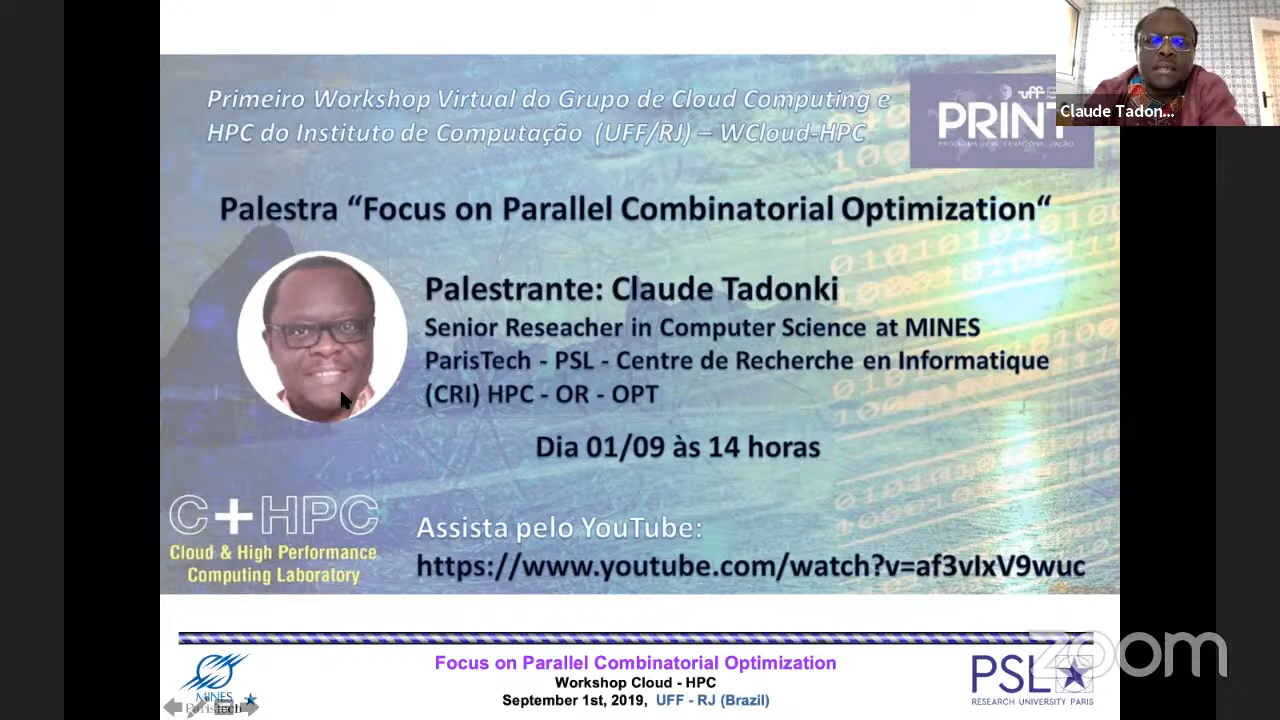 Primeiro Workshop Virtual do Grupo de Cloud Computing e
HPC do Instituto de Computação (UFF/RJ) – WCloud-HPC
uff
PRINT
Claude Tadon...
Palestra “Focus on Parallel Combinatorial Optimization“
Palestrante: Claude Tadonki
Senior Reseacher in Computer Science at MINES
ParisTech - PSL - Centre de Recherche en Informatique
(CRI) HPC - OR - OPT
Dia 01/09 às 14 horas
C+HPC
Cloud & High Performance
Computing Laboratory
Assista pelo YouTube:
https://www.youtube.com/watch?v=af3vIxV9wuc
MINES
ParisTech
Focus on Parallel Combinatorial Optimization
Workshop Cloud - HPC
September 1st, 2019, UFF - RJ (Brazil)
PSL
RESEARCH UNIVERSITY PARIS
zoom